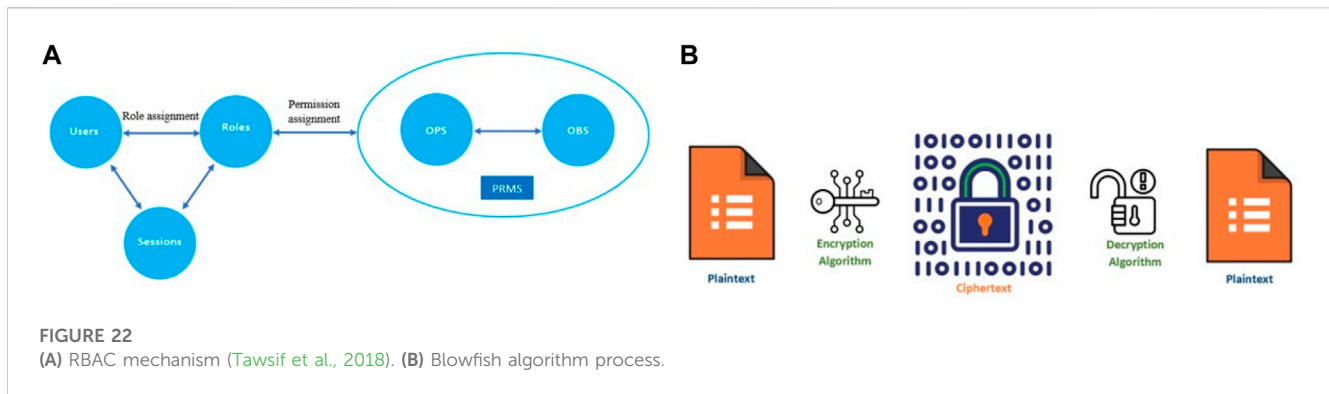 A
Users
Role assignment
Roles
Permission
assignment
OPS
OBS
PRMS
Sessions
B
Plaintext
Encryption
Algorithm
Ciphertext
Decryption
Algorithm
Plaintext
FIGURE 22
(A) RBAC mechanism (Tawsif et al., 2018). (B) Blowfish algorithm process.